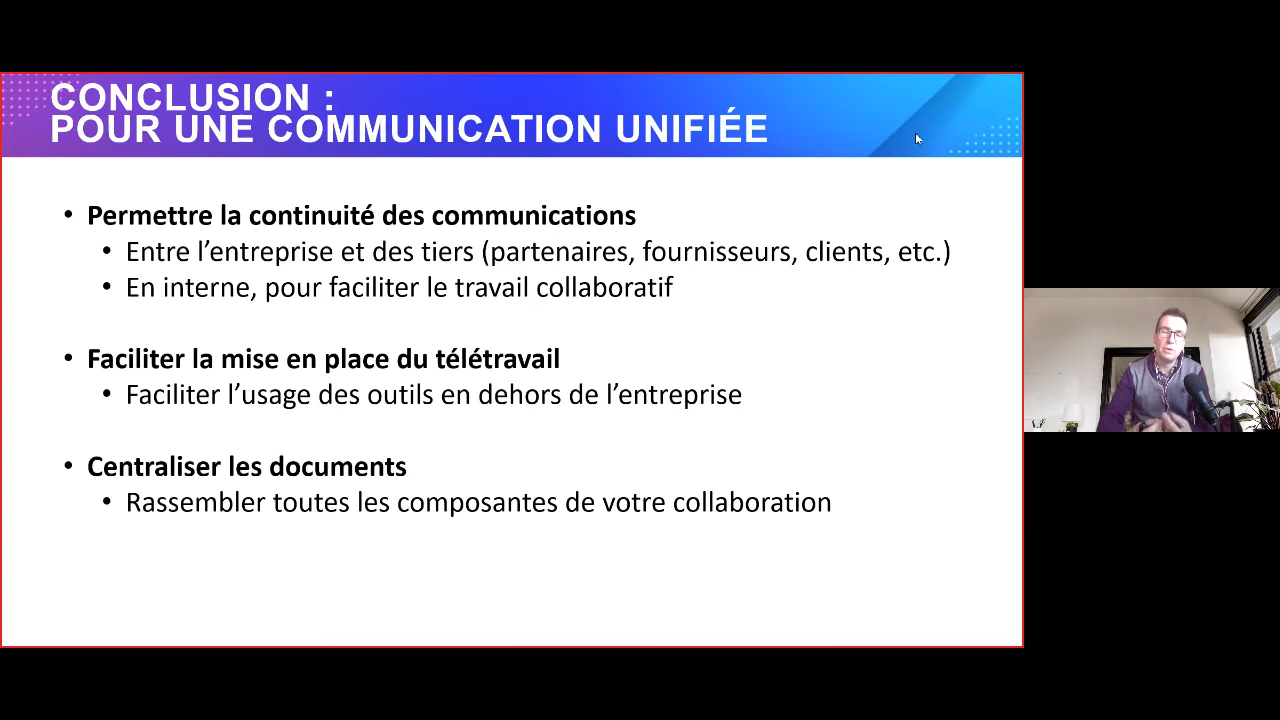 CONCLUSION :
POUR UNE COMMUNICATION UNIFIÉE
• Permettre la continuité des communications
• Entre l’entreprise et des tiers (partenaires, fournisseurs, clients, etc.)
• En interne, pour faciliter le travail collaboratif
• Faciliter la mise en place du télétravail
• Faciliter l’usage des outils en dehors de l’entreprise
• Centraliser les documents
• Rassembler toutes les composantes de votre collaboration